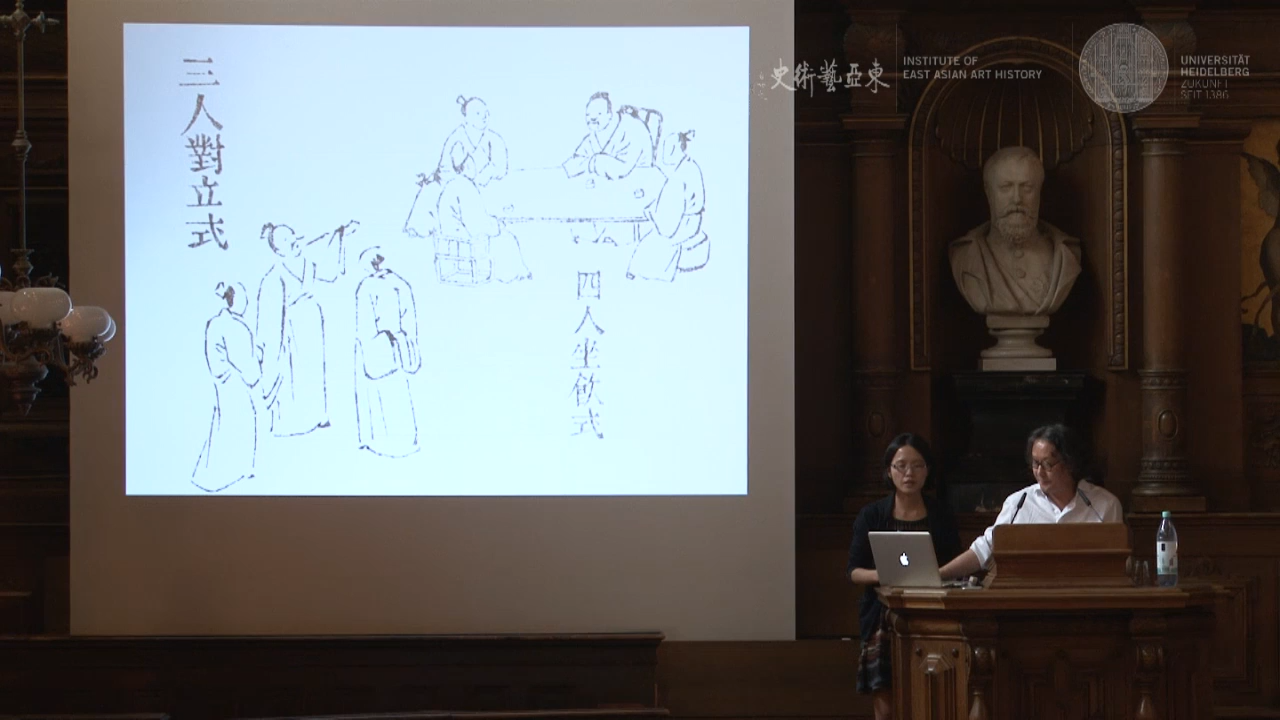 三人對立式
四人坐飲式
史術藝亞東
INSTITUTE OF
EAST ASIAN ART HISTORY
UNIVERSITÄT
HEIDELBERG
ZUKUNFT
SEIT 1386